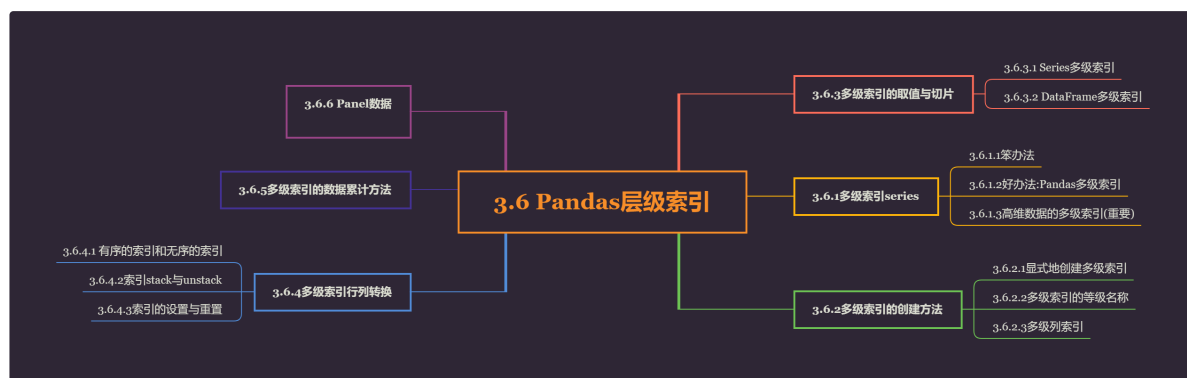 3.6 Pandas层级索引
3.6.3多级索引的取值与切片
3.6.3.1 Series多级索引
3.6.3.2 DataFrame多级索引
3.6.1多级索引series
3.6.1.1笨办法
3.6.1.2好办法:Pandas多级索引
3.6.1.3高维数据的多级索引(重要)
3.6.2多级索引的创建方法
3.6.2.1显式地创建多级索引
3.6.2.2多级索引的等级名称
3.6.2.3多级列索引
3.6.6 Panel数据
3.6.5多级索引的数据累计方法
3.6.4多级索引行列转换
3.6.4.1 有序的索引和无序的索引
3.6.4.2索引stack与unstack
3.6.4.3索引的设置与重置